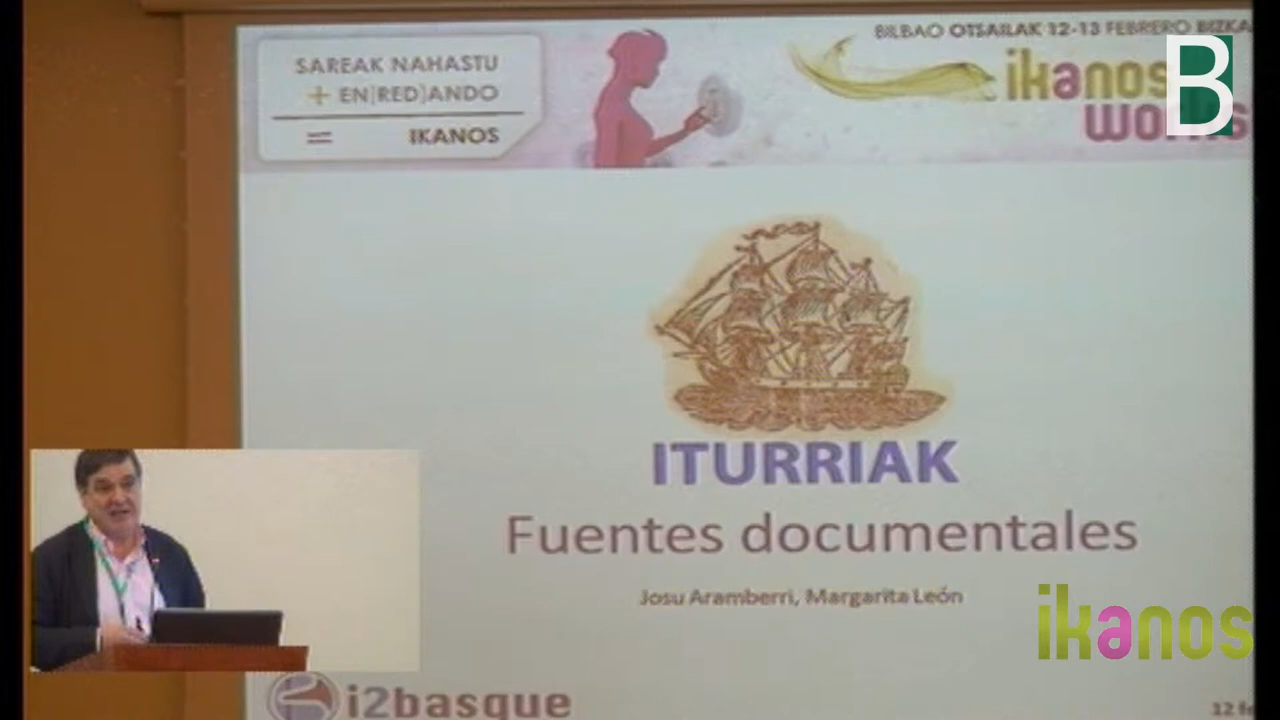 SAREAK NAHASTU
+ EN|RED|ANDO
= IKANOS
BILBAO OTSAILAK 12-13 FEBRERO
ikanos
B
ITURRIAK
Fuentes documentales
Josu Aramberri, Margarita León
ikanos
i2basque
12